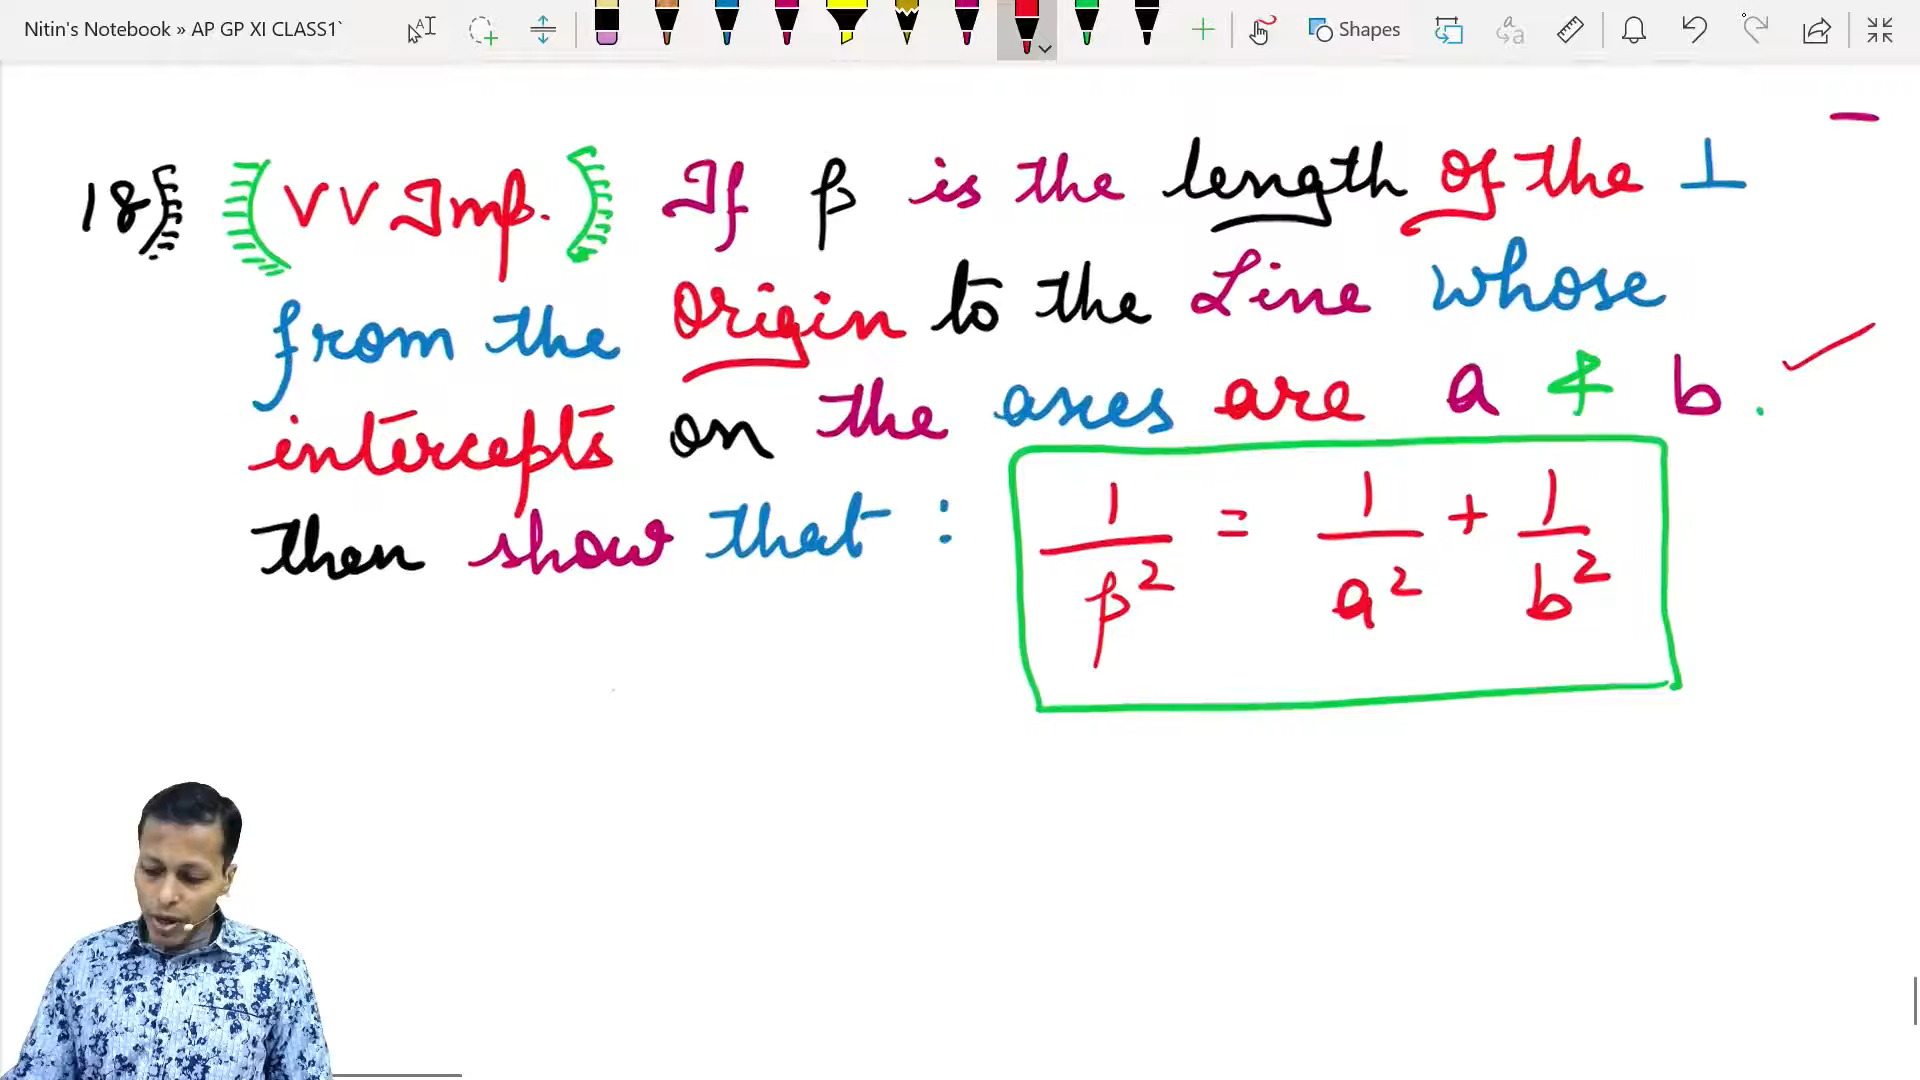 Nitin's Notebook » AP GP XI CLASS1`
Shapes
18) (VV Imp.) If p is the length of the ⊥
from the origin to the Line whose
intercepts on the axes are a & b.
then show that : 1/p² = 1/a² + 1/b²